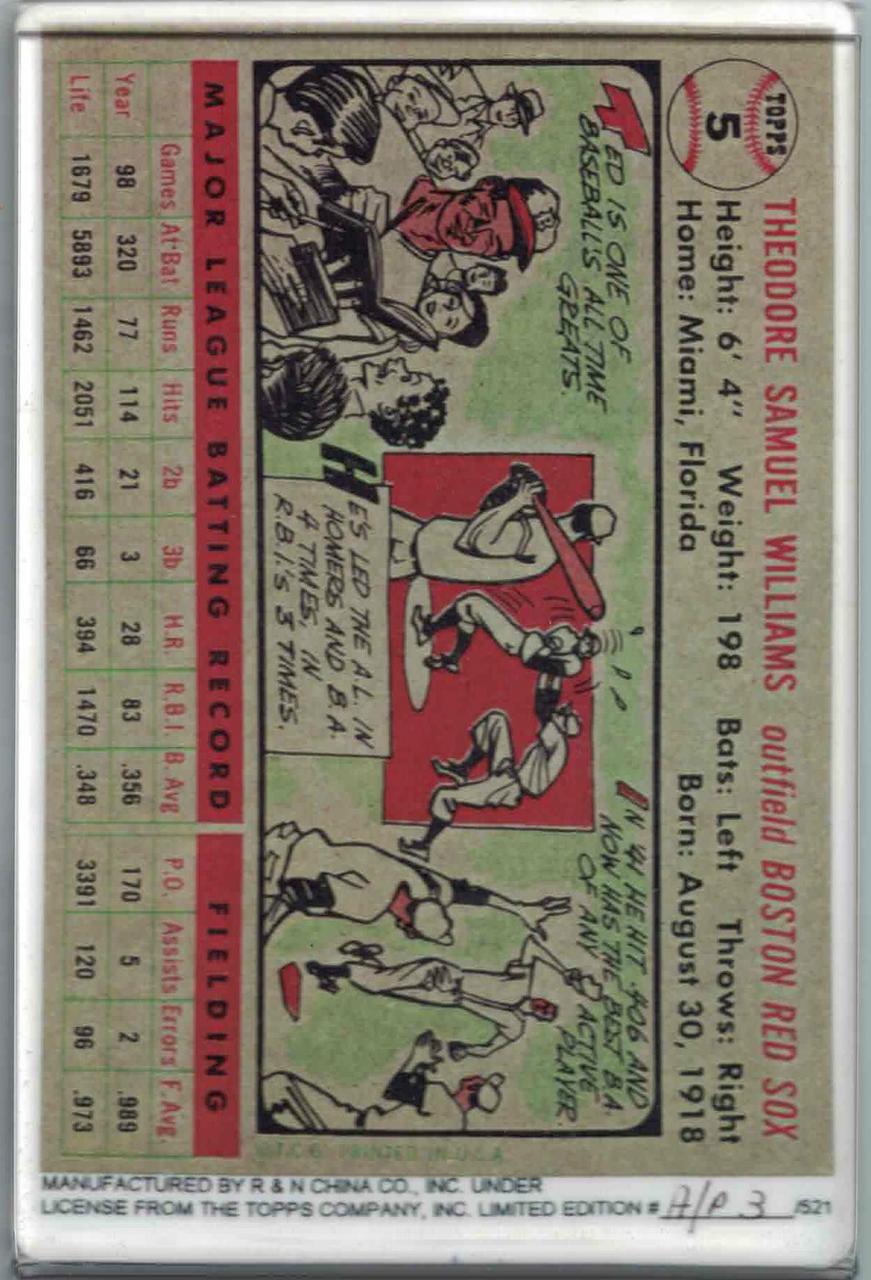 TOPPS
5
THEODORE SAMUEL WILLIAMS outfield BOSTON RED SOX
Height: 6' 4" Weight: 198 Bats: Left Throws: Right
Home: Miami, Florida Born: August 30, 1918
TED IS ONE OF
BASEBALL'S ALL TIME
GREATS.
B
HE'S LED THE A.L. IN
HOMERS AND B.A.
4 TIMES, IN
R.B.I.'S 3 TIMES.
IN '41 HE HIT .406 AND
NOW HAS THE BEST B.A.
OF ANY ACTIVE
PLAYER.
MAJOR LEAGUE BATTING RECORD FIELDING
Games At Bat Runs Hits 2b 3b H.R. R.B.I. B. Avg P.O. Assists Errors F. Avg.
Year 98 320 77 114 21 3 28 83 .356 170 5 2 .989
Life 1679 5893 1462 2051 416 66 394 1470 .348 3391 120 96 .973
T.C.G. PRINTED IN U.S.A.
MANUFACTURED BY R & N CHINA CO., INC. UNDER
LICENSE FROM THE TOPPS COMPANY, INC. LIMITED EDITION # A/P 3 /521